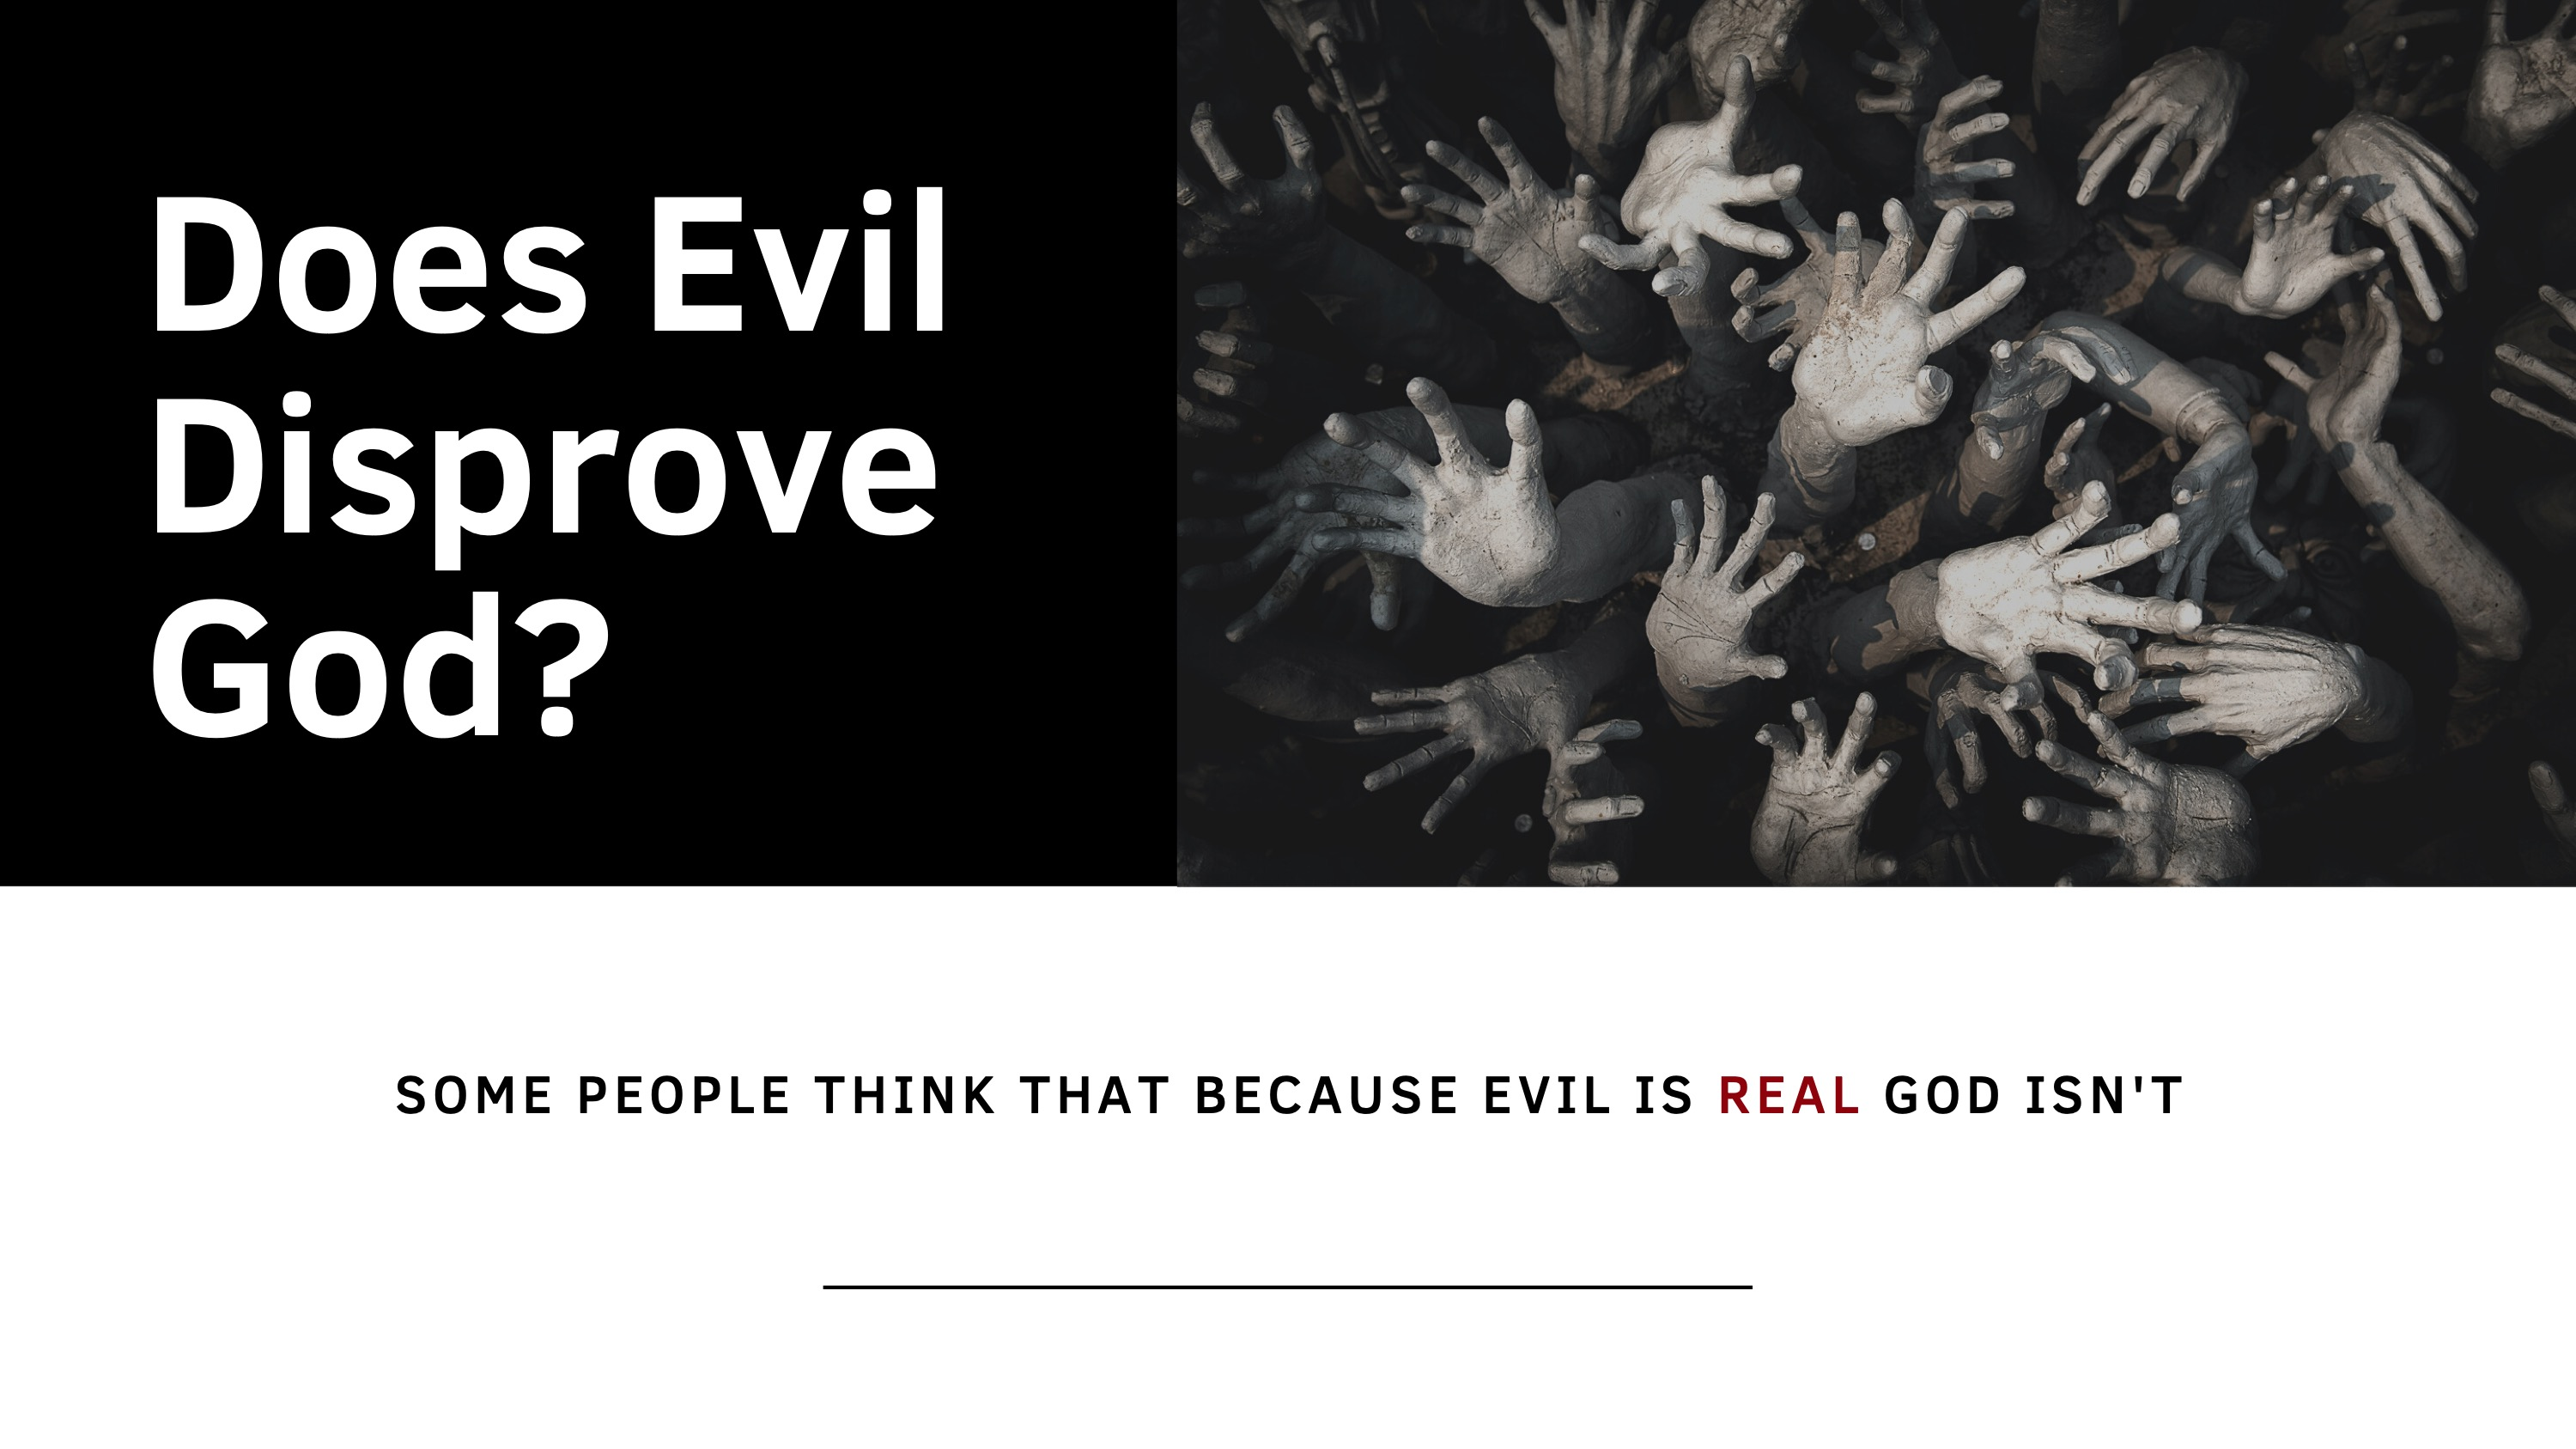 Does Evil
Disprove
God?
SOME PEOPLE THINK THAT BECAUSE EVIL IS REAL GOD ISN'T